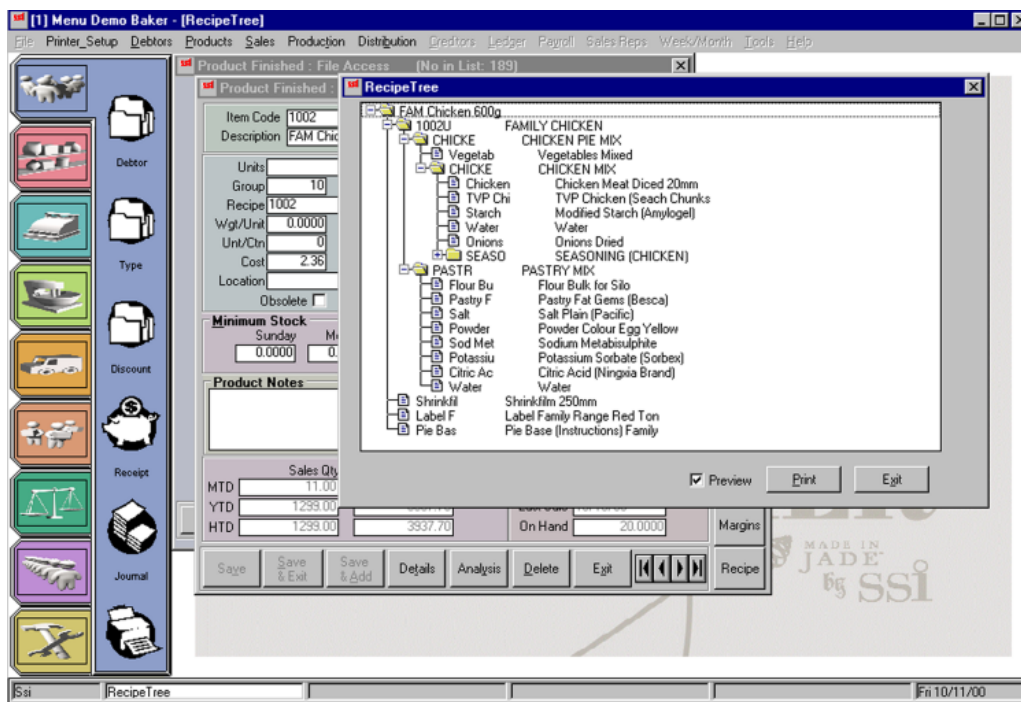 [1] Menu Demo Baker - [RecipeTree]
File Printer_Setup Debtors Products Sales Production Distribution Creditors Ledger Payroll Sales Reps Week/Month Tools Help
Product Finished : File Access (No in List: 189)
Product Finished :
RecipeTree
Item Code 1002
Description FAM Chic
Units
Group 10
Recipe 1002
Wgt/Unit 0.0000
Unt/Ctn 0
Cost 2.36
Location
Obsolete
Minimum Stock
Sunday
0.0000 0.
Product Notes
Sales Qty
MTD 11.00
YTD 1299.00
HTD 1299.00 3937.70
On Hand 20.0000
Margins
Save
Save & Exit
Save & Add
Details
Analysis
Delete
Exit
Recipe
FAM Chicken 600g
1002U FAMILY CHICKEN
CHICKE CHICKEN PIE MIX
Vegetab Vegetables Mixed
CHICKE CHICKEN MIX
Chicken Chicken Meat Diced 20mm
TVP Chi TVP Chicken (Seach Chunks
Starch Modified Starch (Amylogel)
Water Water
Onions Onions Dried
SEASO SEASONING (CHICKEN)
PASTR PASTRY MIX
Flour Bu Flour Bulk for Silo
Pastry F Pastry Fat Gems (Besca)
Salt Salt Plain (Pacific)
Powder Powder Colour Egg Yellow
Sod Met Sodium Metabisulphite
Potassiu Potassium Sorbate (Sorbex)
Citric Ac Citric Acid (Ningxia Brand)
Water Water
Shrinkfil Shrinkfilm 250mm
Label F Label Family Range Red Ton
Pie Bas Pie Base (Instructions) Family
Preview
Print
Exit
Debtor
Type
Discount
Receipt
Journal
MADE IN
JADE
by ssi
Ssi
RecipeTree
Fri 10/11/00